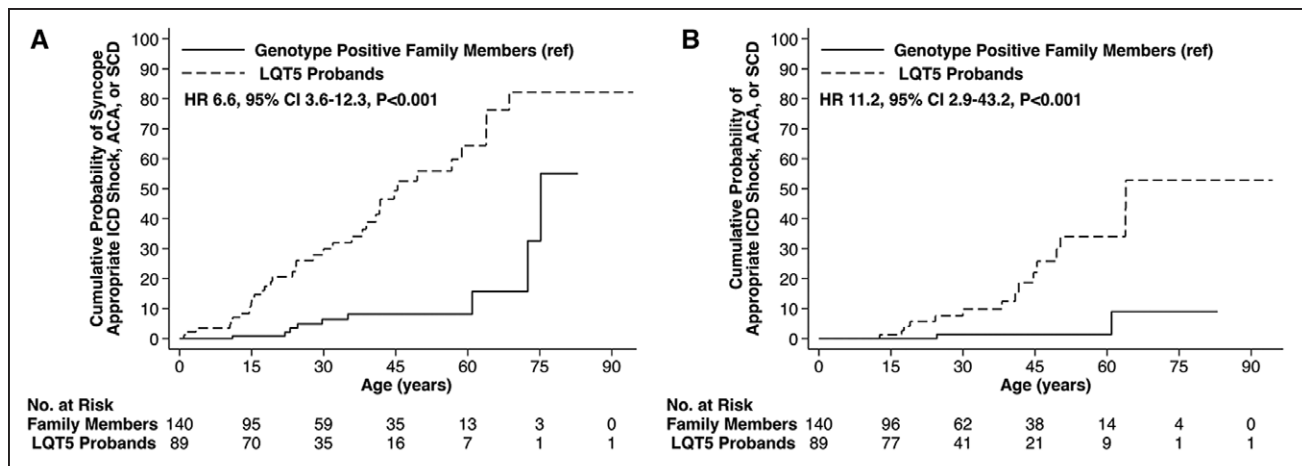 A
Cumulative Probability of Syncope
Appropriate ICD Shock, ACA, or SCD
100
90
80
70
60
50
40
30
20
10
0
Genotype Positive Family Members (ref)
LQT5 Probands
HR 6.6, 95% CI 3.6-12.3, P<0.001
0 15 30 45 60 75 90
Age (years)
No. at Risk
Family Members 140 95 59 35 13 3 0
LQT5 Probands 89 70 35 16 7 1 1
B
Cumulative Probability of
Appropriate ICD Shock, ACA, or SCD
100
90
80
70
60
50
40
30
20
10
0
Genotype Positive Family Members (ref)
LQT5 Probands
HR 11.2, 95% CI 2.9-43.2, P<0.001
0 15 30 45 60 75 90
Age (years)
No. at Risk
Family Members 140 96 62 38 14 4 0
LQT5 Probands 89 77 41 21 9 1 1